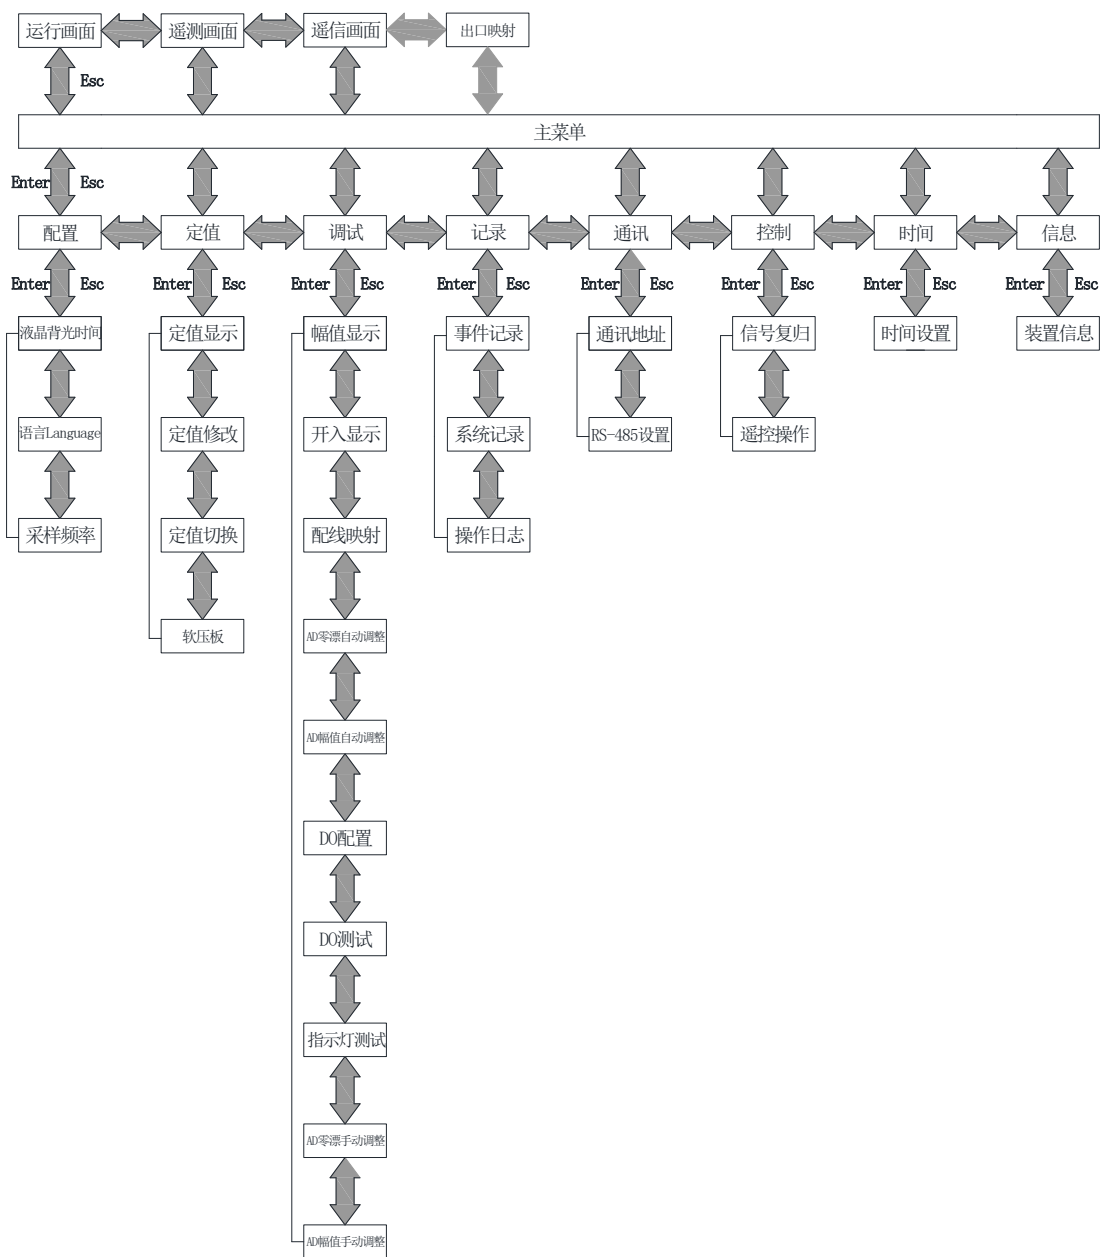 运行画面
遥测画面
遥信画面
出口映射
Esc
主菜单
Enter
Esc
配置
定值
调试
记录
通讯
控制
时间
信息
Enter
Esc
Enter
Esc
Enter
Esc
Enter
Esc
Enter
Esc
Enter
Esc
Enter
Esc
Enter
Esc
液晶背光时间
定值显示
幅值显示
事件记录
通讯地址
信号复归
时间设置
装置信息
语言Language
定值修改
开入显示
系统记录
RS-485设置
遥控操作
采样频率
定值切换
配线映射
操作日志
软压板
AD零漂自动调整
AD幅值自动调整
DO配置
DO测试
指示灯测试
AD零漂手动调整
AD幅值手动调整